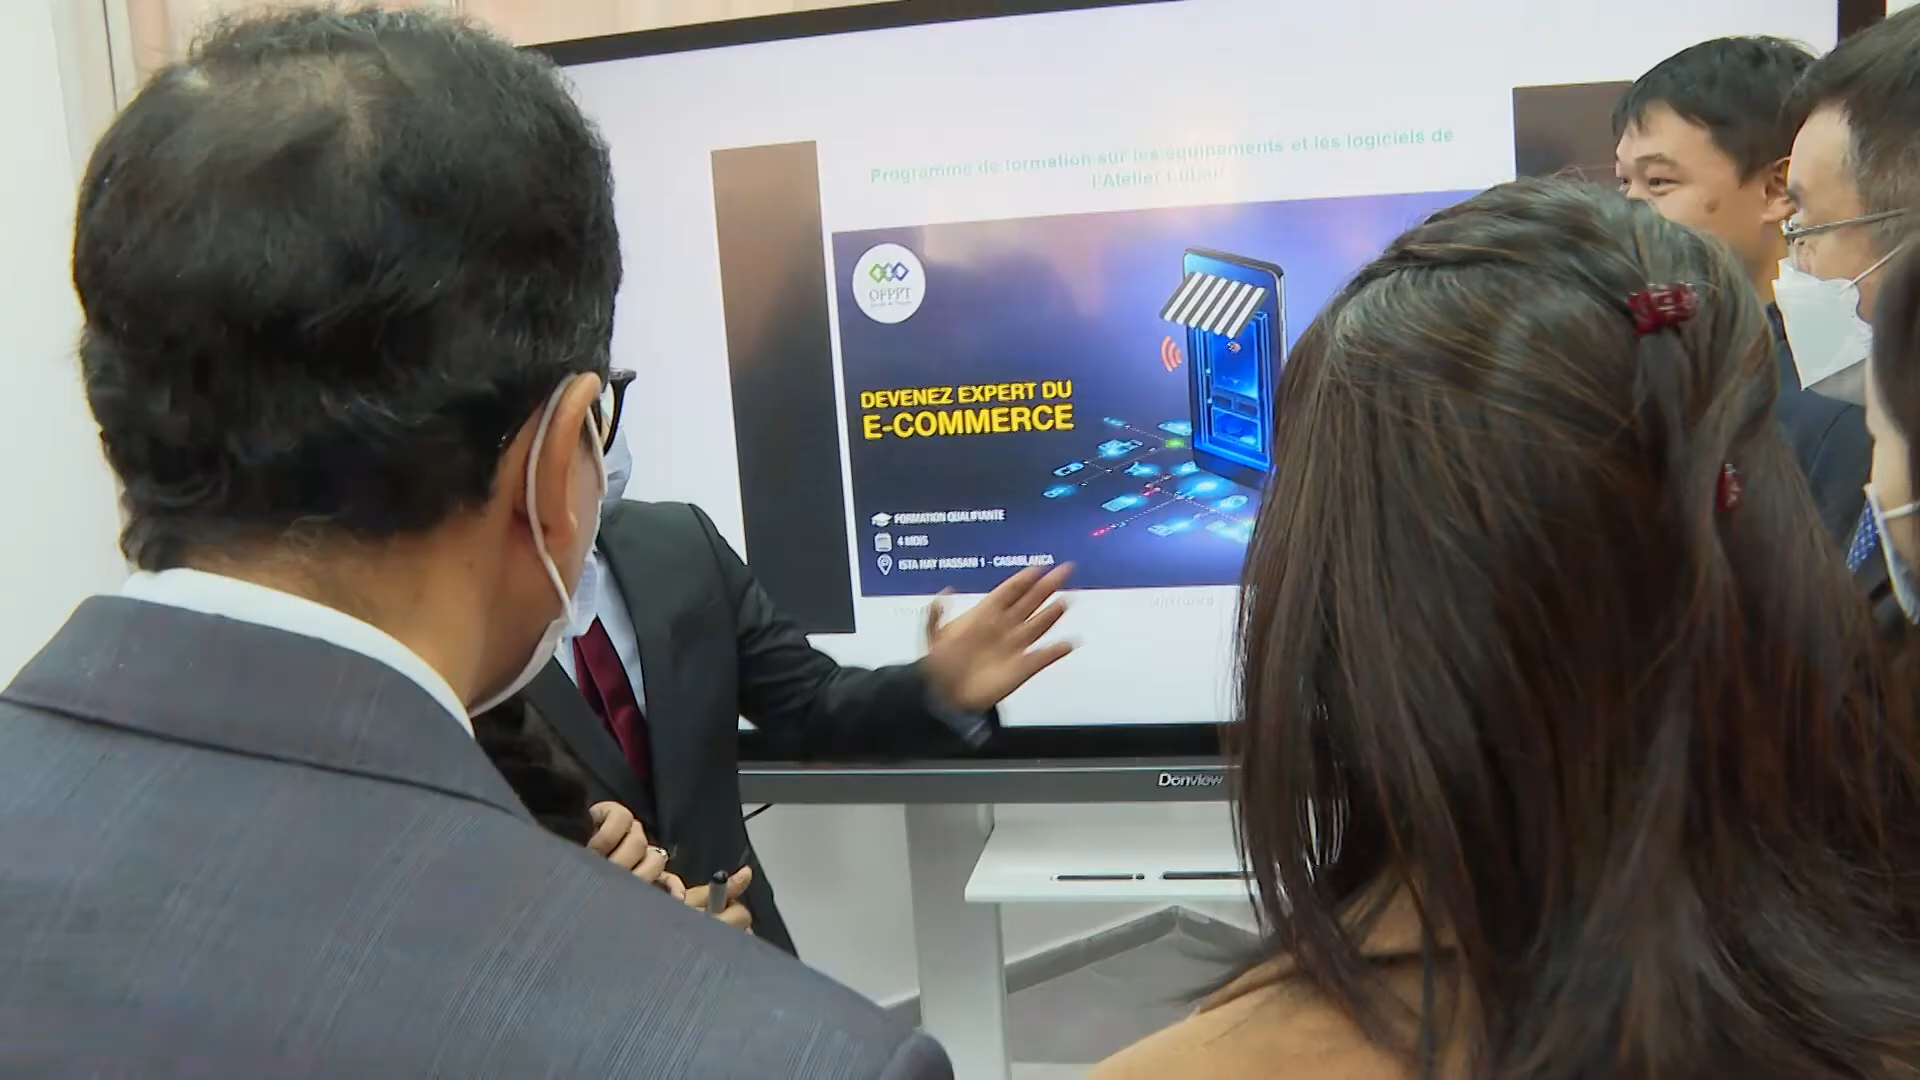 Programme de formation sur les équipements et les logiciels de
l'Atelier Luban
OFPPT
DEVENEZ EXPERT DU
E-COMMERCE
FORMATION QUALIFIANTE
4 MOIS
ISTA HAY HASSANI 1 - CASABLANCA
Donview